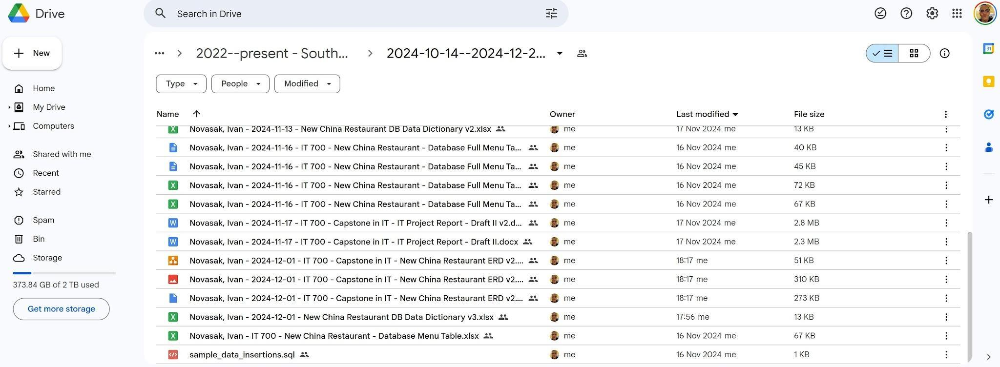 Drive
Search in Drive
New
2022--present - South...
2024-10-14--2024-12-2...
Type
People
Modified
Home
My Drive
Computers
Shared with me
Recent
Starred
Spam
Bin
Storage
373.84 GB of 2 TB used
Get more storage
Name Owner Last modified File size
Novasak, Ivan - 2024-11-13 - New China Restaurant DB Data Dictionary v2.xlsx me 17 Nov 2024 me 13 KB
Novasak, Ivan - 2024-11-16 - IT 700 - New China Restaurant - Database Full Menu Ta... me 16 Nov 2024 me 40 KB
Novasak, Ivan - 2024-11-16 - IT 700 - New China Restaurant - Database Full Menu Ta... me 16 Nov 2024 me 45 KB
Novasak, Ivan - 2024-11-16 - IT 700 - New China Restaurant - Database Full Menu Ta... me 16 Nov 2024 me 72 KB
Novasak, Ivan - 2024-11-16 - IT 700 - New China Restaurant - Database Full Menu Ta... me 16 Nov 2024 me 67 KB
Novasak, Ivan - 2024-11-17 - IT 700 - Capstone in IT - IT Project Report - Draft II v2.d... me 17 Nov 2024 me 2.8 MB
Novasak, Ivan - 2024-11-17 - IT 700 - Capstone in IT - IT Project Report - Draft II.docx me 17 Nov 2024 me 2.3 MB
Novasak, Ivan - 2024-12-01 - IT 700 - Capstone in IT - New China Restaurant ERD v2.... me 18:17 me 51 KB
Novasak, Ivan - 2024-12-01 - IT 700 - Capstone in IT - New China Restaurant ERD v2.... me 18:17 me 310 KB
Novasak, Ivan - 2024-12-01 - IT 700 - Capstone in IT - New China Restaurant ERD v2.... me 18:17 me 273 KB
Novasak, Ivan - 2024-12-01 - New China Restaurant DB Data Dictionary v3.xlsx me 17:56 me 13 KB
Novasak, Ivan - IT 700 - New China Restaurant - Database Menu Table.xlsx me 16 Nov 2024 me 67 KB
sample_data_insertions.sql me 16 Nov 2024 me 1 KB
31